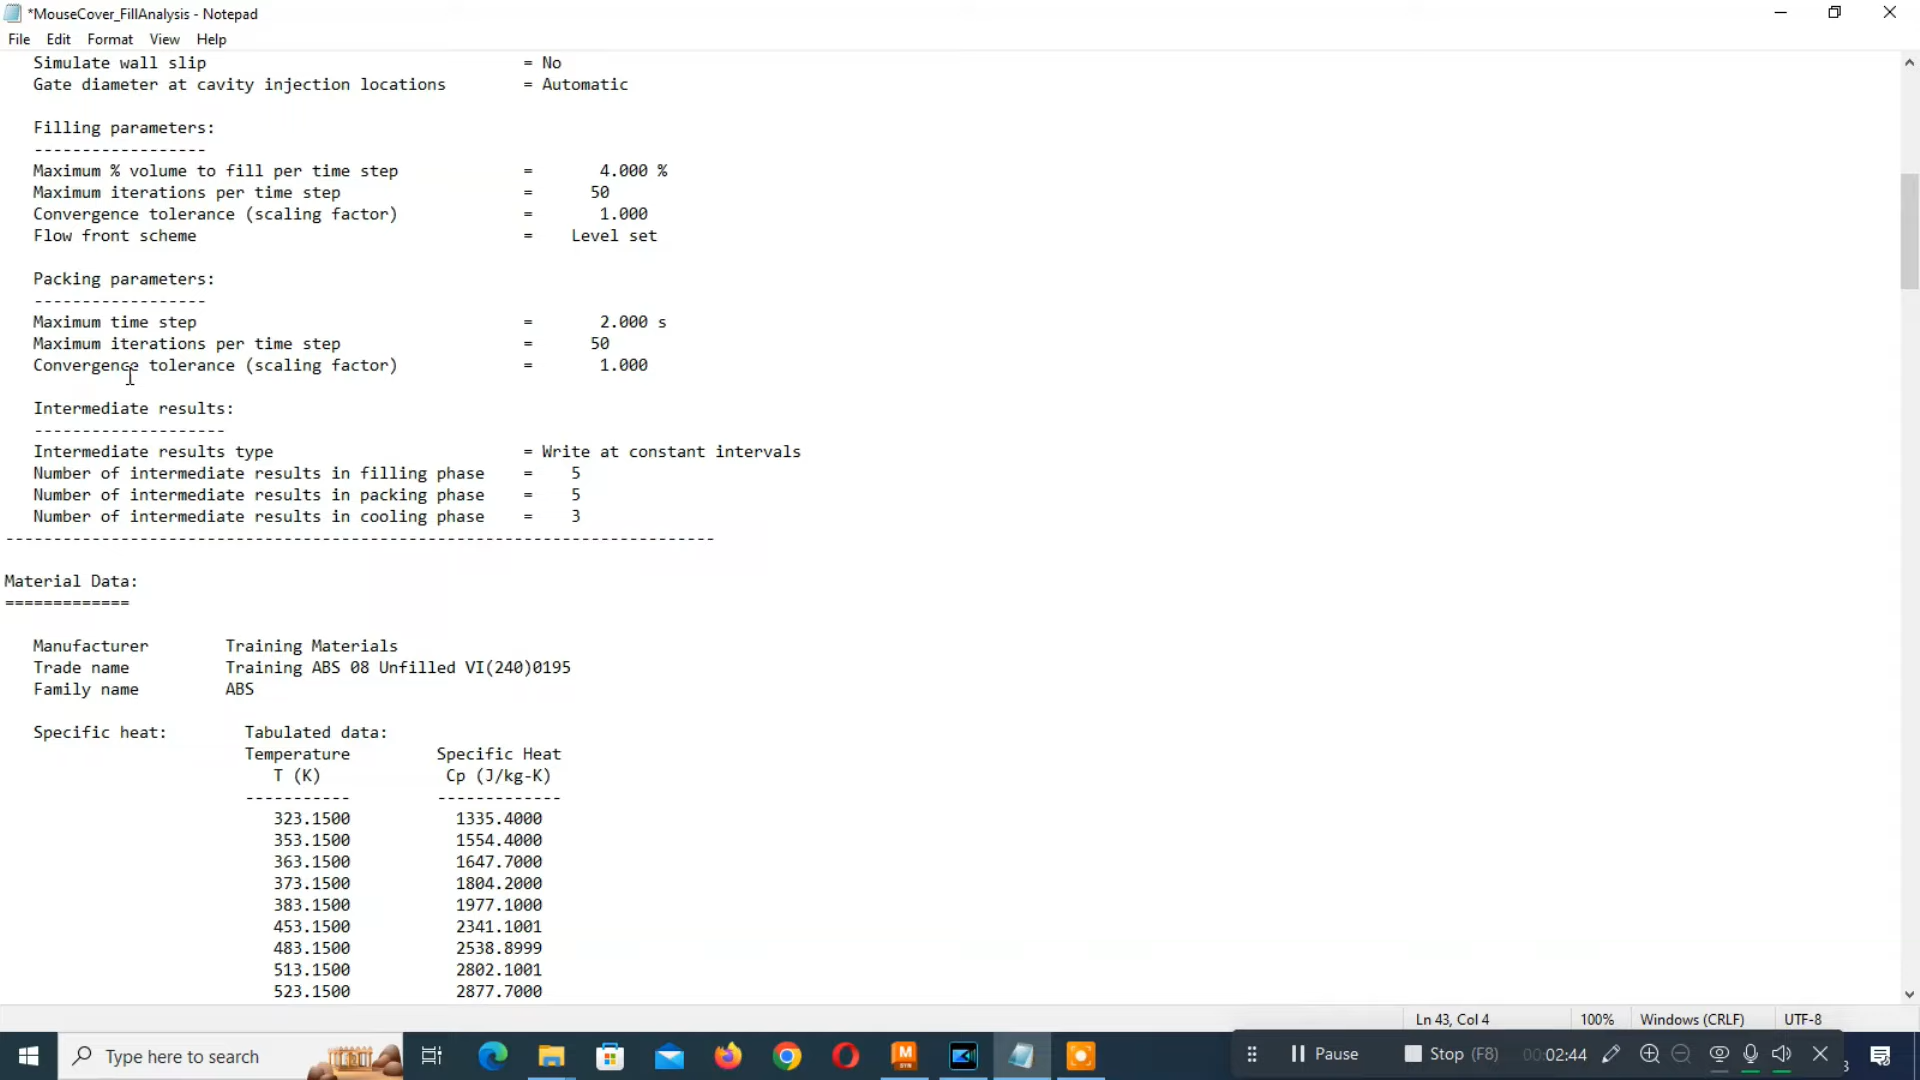 *MouseCover_FillAnalysis - Notepad
File Edit Format View Help
Simulate wall slip = No
Gate diameter at cavity injection locations = Automatic
Filling parameters:
------------------
Maximum % volume to fill per time step = 4.000 %
Maximum iterations per time step = 50
Convergence tolerance (scaling factor) = 1.000
Flow front scheme = Level set
Packing parameters:
------------------
Maximum time step = 2.000 s
Maximum iterations per time step = 50
Convergence tolerance (scaling factor) = 1.000
Intermediate results:
--------------------
Intermediate results type = Write at constant intervals
Number of intermediate results in filling phase = 5
Number of intermediate results in packing phase = 5
Number of intermediate results in cooling phase = 3
--------------------------------------------------------------------------
Material Data:
=============
Manufacturer Training Materials
Trade name Training ABS 08 Unfilled VI(240)0195
Family name ABS
Specific heat: Tabulated data:
Temperature Specific Heat
T (K) Cp (J/kg-K)
----------- -------------
323.1500 1335.4000
353.1500 1554.4000
363.1500 1647.7000
373.1500 1804.2000
383.1500 1977.1000
453.1500 2341.1001
483.1500 2538.8999
513.1500 2802.1001
523.1500 2877.7000
Ln 43, Col 4 100% Windows (CRLF) UTF-8
Type here to search
M
SYN
Pause Stop (F8) 00:02:44